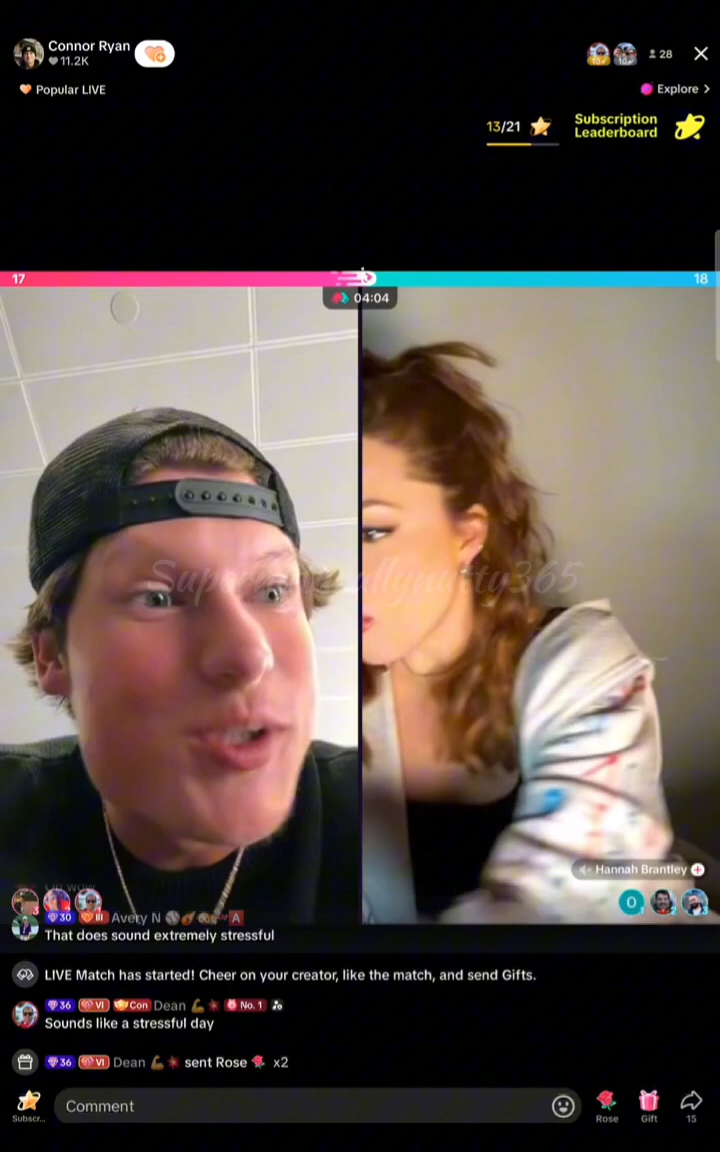 Connor Ryan
11.2K
28
Popular LIVE
Explore >
13/21
Subscription
Leaderboard
17
18
04:04
Hannah Brantley
30 III Avery N A
That does sound extremely stressful
LIVE Match has started! Cheer on your creator, like the match, and send Gifts.
36 VI Con Dean No. 1
Sounds like a stressful day
36 VI Dean sent Rose x2
Subscr...
Comment
Rose
Gift
15